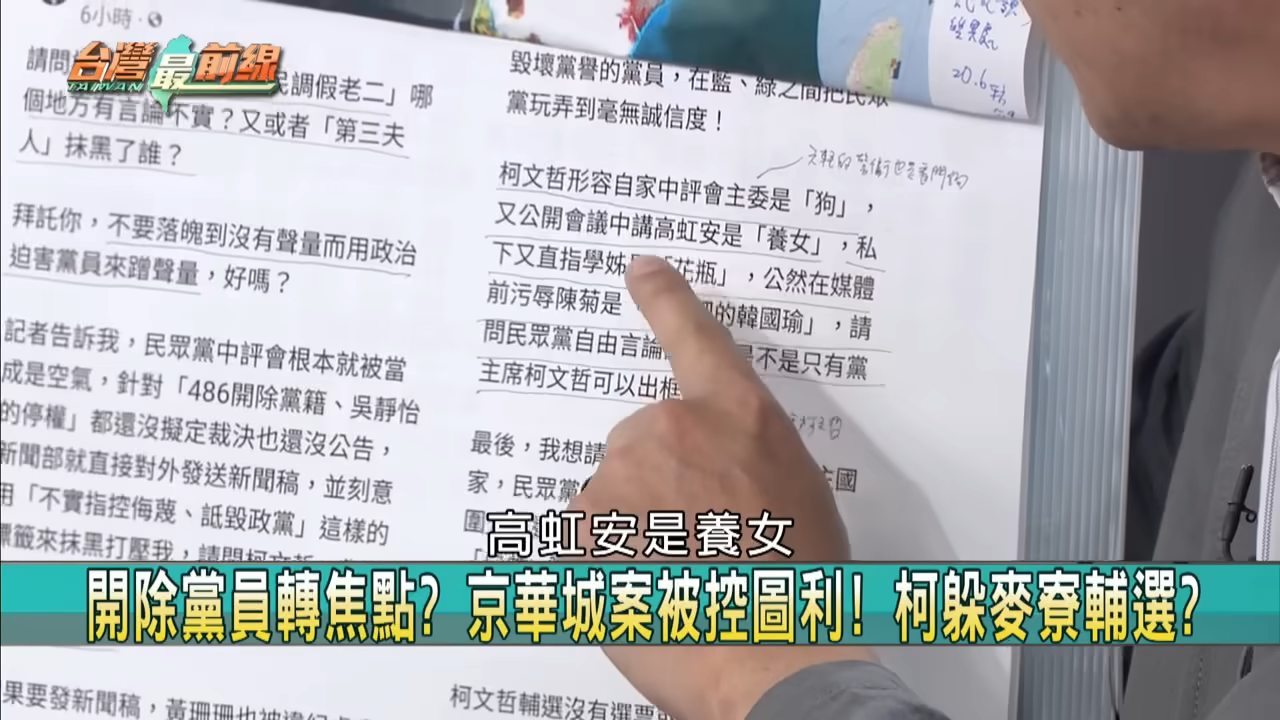 6小時
台灣最前線
TAIWAN
請問
民調假老二」哪
個地方有言論不實？又或者「第三夫
人」抹黑了誰？
拜託你，不要落魄到沒有聲量而用政治
迫害黨員來蹭聲量，好嗎？
記者告訴我，民眾黨中評會根本就被當
成是空氣，針對「486開除黨籍、吳靜怡
的停權」都還沒擬定裁決也還沒公告，
新聞部就直接對外發送新聞稿，並刻意
用「不實指控侮蔑、詆毀政黨」這樣的
標籤來抹黑打壓我，請問柯文哲
果要發新聞稿，黃珊珊也被違紀
毀壞黨譽的黨員，在藍、綠之間把民眾
黨玩弄到毫無誠信度！
柯文哲形容自家中評會主委是「狗」，
又公開會議中講高虹安是「養女」，私
下又直指學姊是「花瓶」，公然在媒體
前污辱陳菊是「
的韓國瑜」，請
問民眾黨自由言論
是不是只有黨
主席柯文哲可以出框
最後，我想請
主國
家，民眾黨
圍
柯文哲輔選沒有選票
20.6
高虹安是養女
開除黨員轉焦點? 京華城案被控圖利! 柯躲麥寮輔選?